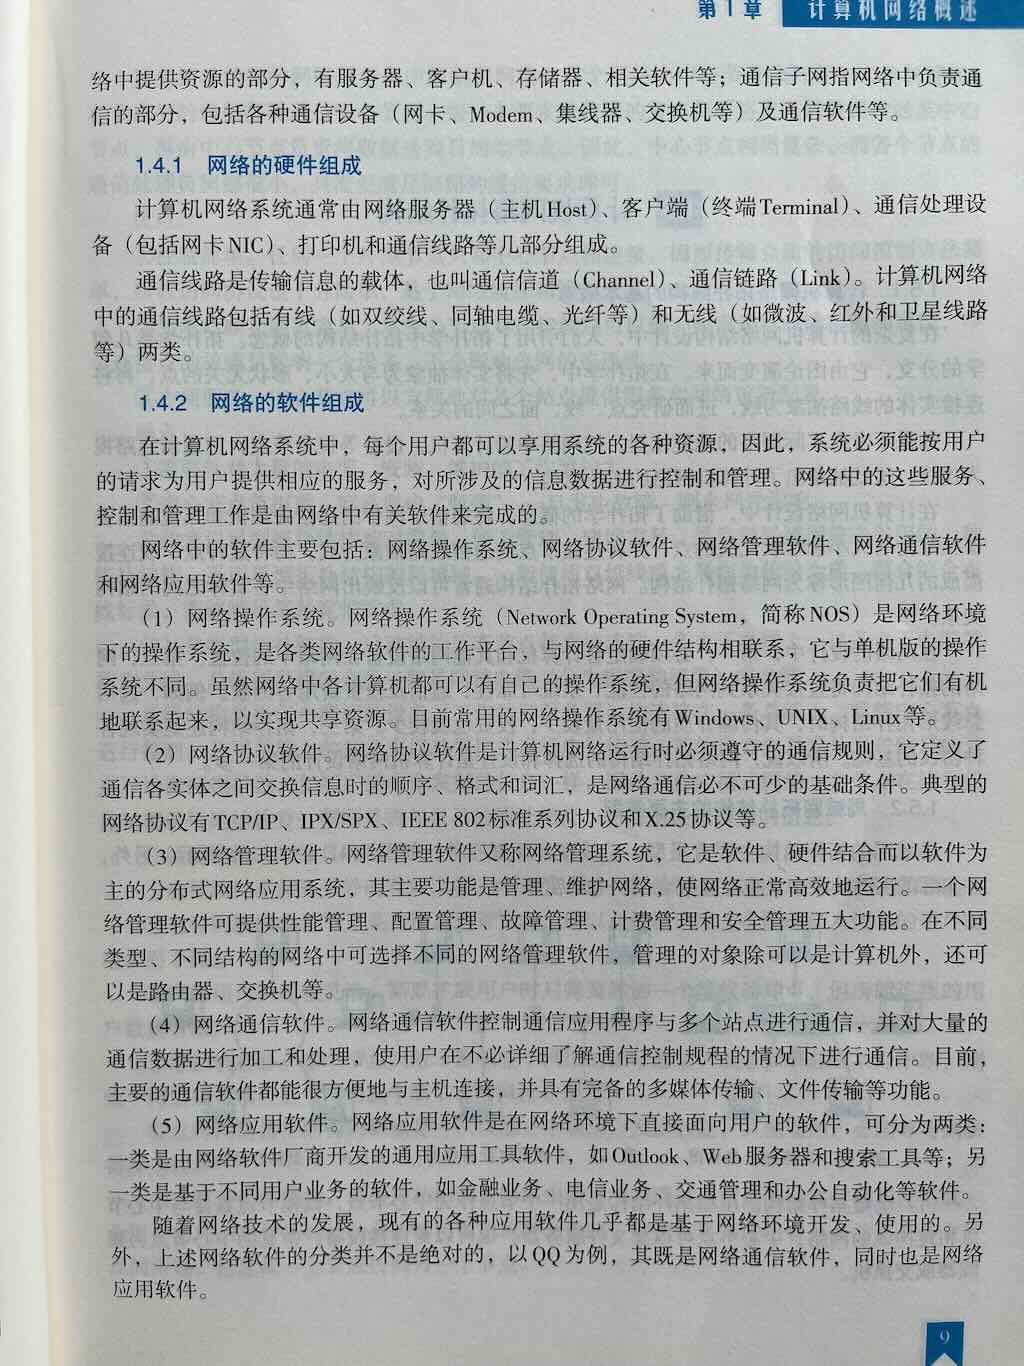 第1章 计算机网络概述
络中提供资源的部分，有服务器、客户机、存储器、相关软件等；通信子网指网络中负责通
信的部分，包括各种通信设备（网卡、Modem、集线器、交换机等）及通信软件等。
1.4.1 网络的硬件组成
计算机网络系统通常由网络服务器（主机Host）、客户端（终端Terminal）、通信处理设
备（包括网卡NIC）、打印机和通信线路等几部分组成。
通信线路是传输信息的载体，也叫通信信道（Channel）、通信链路（Link）。计算机网络
中的通信线路包括有线（如双绞线、同轴电缆、光纤等）和无线（如微波、红外和卫星线路
等）两类。
1.4.2 网络的软件组成
在计算机网络系统中，每个用户都可以享用系统的各种资源，因此，系统必须能按用户
的请求为用户提供相应的服务，对所涉及的信息数据进行控制和管理。网络中的这些服务、
控制和管理工作是由网络中有关软件来完成的。
网络中的软件主要包括：网络操作系统、网络协议软件、网络管理软件、网络通信软件
和网络应用软件等。
（1）网络操作系统。网络操作系统（Network Operating System，简称NOS）是网络环境
下的操作系统，是各类网络软件的工作平台，与网络的硬件结构相联系，它与单机版的操作
系统不同。虽然网络中各计算机都可以有自己的操作系统，但网络操作系统负责把它们有机
地联系起来，以实现共享资源。目前常用的网络操作系统有Windows、UNIX、Linux等。
（2）网络协议软件。网络协议软件是计算机网络运行时必须遵守的通信规则，它定义了
通信各实体之间交换信息时的顺序、格式和词汇，是网络通信必不可少的基础条件。典型的
网络协议有TCP/IP、IPX/SPX、IEEE 802标准系列协议和X.25协议等。
（3）网络管理软件。网络管理软件又称网络管理系统，它是软件、硬件结合而以软件为
主的分布式网络应用系统，其主要功能是管理、维护网络，使网络正常高效地运行。一个网
络管理软件可提供性能管理、配置管理、故障管理、计费管理和安全管理五大功能。在不同
类型、不同结构的网络中可选择不同的网络管理软件，管理的对象除可以是计算机外，还可
以是路由器、交换机等。
（4）网络通信软件。网络通信软件控制通信应用程序与多个站点进行通信，并对大量的
通信数据进行加工和处理，使用户在不必详细了解通信控制规程的情况下进行通信。目前，
主要的通信软件都能很方便地与主机连接，并具有完备的多媒体传输、文件传输等功能。
（5）网络应用软件。网络应用软件是在网络环境下直接面向用户的软件，可分为两类：
一类是由网络软件厂商开发的通用应用工具软件，如Outlook、Web服务器和搜索工具等；另
一类是基于不同用户业务的软件，如金融业务、电信业务、交通管理和办公自动化等软件。
随着网络技术的发展，现有的各种应用软件几乎都是基于网络环境开发、使用的。另
外，上述网络软件的分类并不是绝对的，以QQ为例，其既是网络通信软件，同时也是网络
应用软件。
9